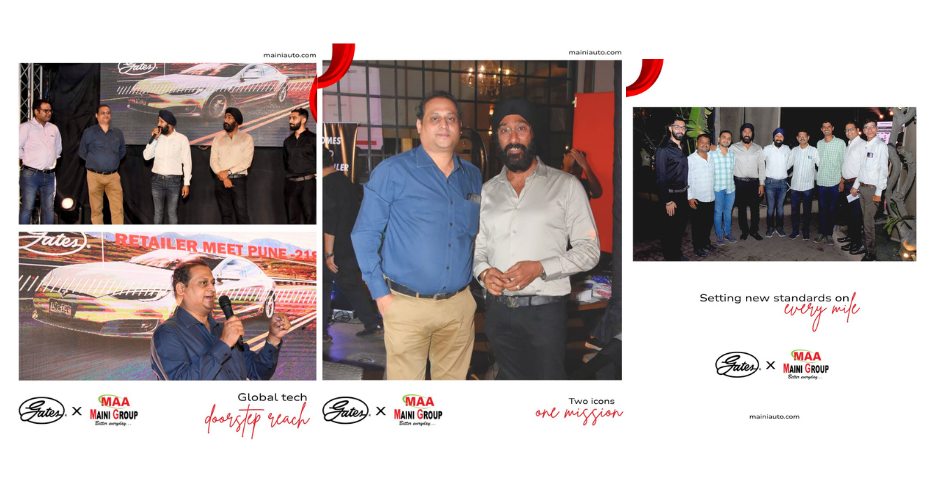 mainiauto.com
Gates
Gates
RETAILER MEET PUNE -21
Gates X MAA
MAINI GROUP
Better everyday...
Global tech
doorstep reach
mainiauto.com
Gates X MAA
MAINI GROUP
Better everyday...
Two icons
one mission
Setting new standards on
every mile
Gates X MAA
MAINI GROUP
Better everyday...
mainiauto.com